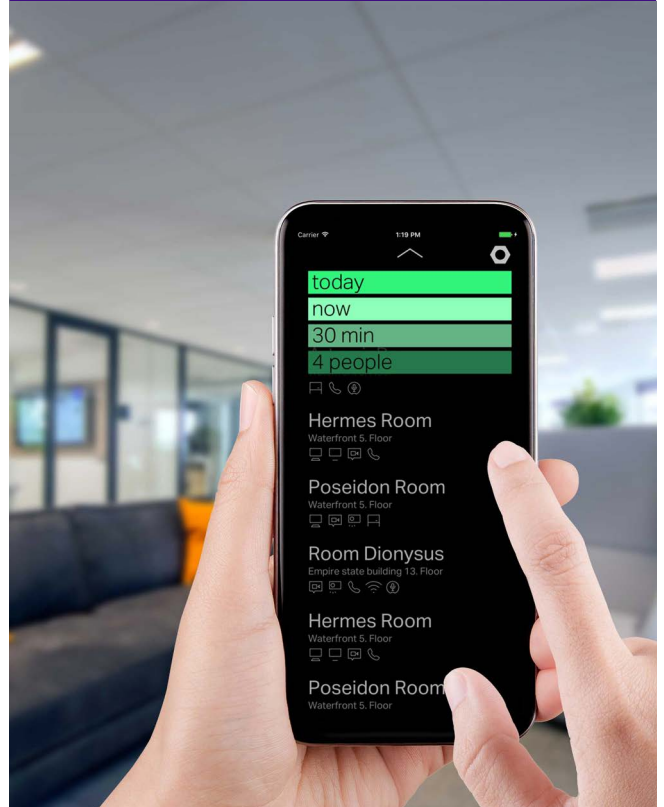 Carrier
1:19 PM
today
now
30 min
4 people
Hermes Room
Waterfront 5. Floor
Poseidon Room
Waterfront 5. Floor
Room Dionysus
Empire state building 13. Floor
Hermes Room
Waterfront 5. Floor
Poseidon Room
Waterfront 5. Floor